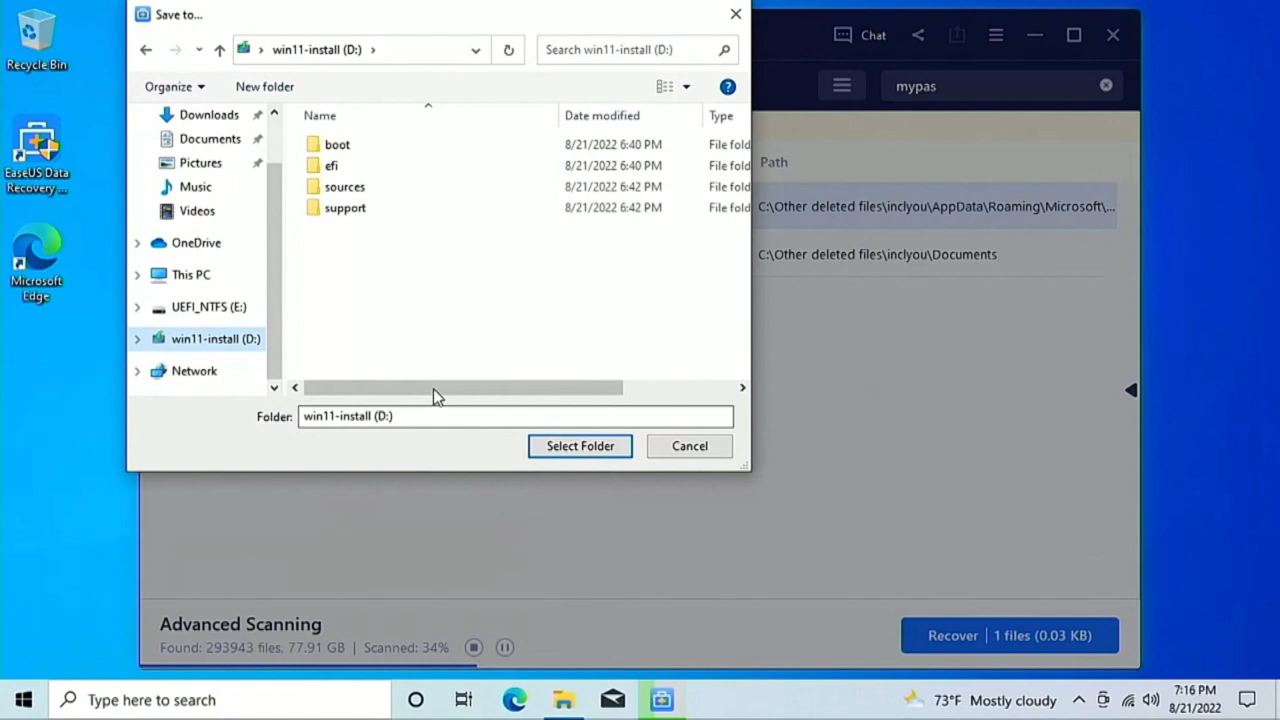 Recycle Bin
EaseUS Data
Recovery ...
Microsoft
Edge
Save to...
win11-install (D:)
Search win11-install (D:)
Organize
New folder
Downloads
Documents
Pictures
Music
Videos
OneDrive
This PC
UEFI_NTFS (E:)
win11-install (D:)
Network
Name Date modified Type
boot 8/21/2022 6:40 PM File fold
efi 8/21/2022 6:40 PM File fold
sources 8/21/2022 6:42 PM File fold
support 8/21/2022 6:42 PM File fold
Folder: win11-install (D:)
Select Folder
Cancel
Chat
mypas
Path
C:\Other deleted files\inclyou\AppData\Roaming\Microsoft\...
C:\Other deleted files\inclyou\Documents
Advanced Scanning
Found: 293943 files, 77.91 GB | Scanned: 34%
Recover | 1 files (0.03 KB)
Type here to search
73°F Mostly cloudy
7:16 PM
8/21/2022